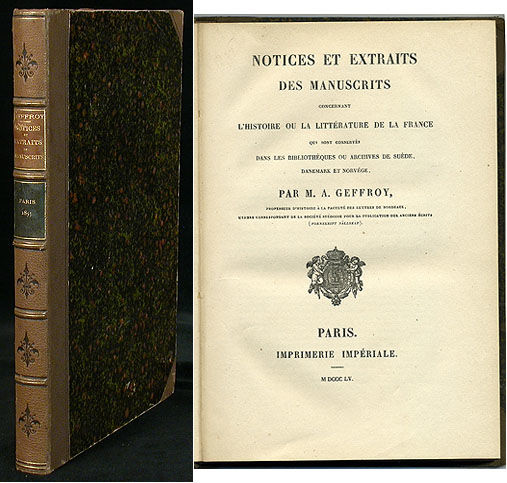 GEFFROY
NOTICES
ET
EXTRAITS
DE
MANUSCRITS
PARIS
1855
NOTICES ET EXTRAITS
DES MANUSCRITS
CONCERNANT
L'HISTOIRE OU LA LITTÉRATURE DE LA FRANCE
QUI SONT CONSERVÉS
DANS LES BIBLIOTHÈQUES OU ARCHIVES DE SUÈDE,
DANEMARK ET NORVÉGE,
PAR M. A. GEFFROY,
PROFESSEUR D'HISTOIRE À LA FACULTÉ DES LETTRES DE BORDEAUX,
MEMBRE CORRESPONDANT DE LA SOCIÉTÉ SUÉDOISE POUR LA PUBLICATION DES ANCIENS ÉCRITS
(FORNSKRIFT SÄLLSKAP).
PARIS.
IMPRIMERIE IMPÉRIALE.
M DCCC LV.